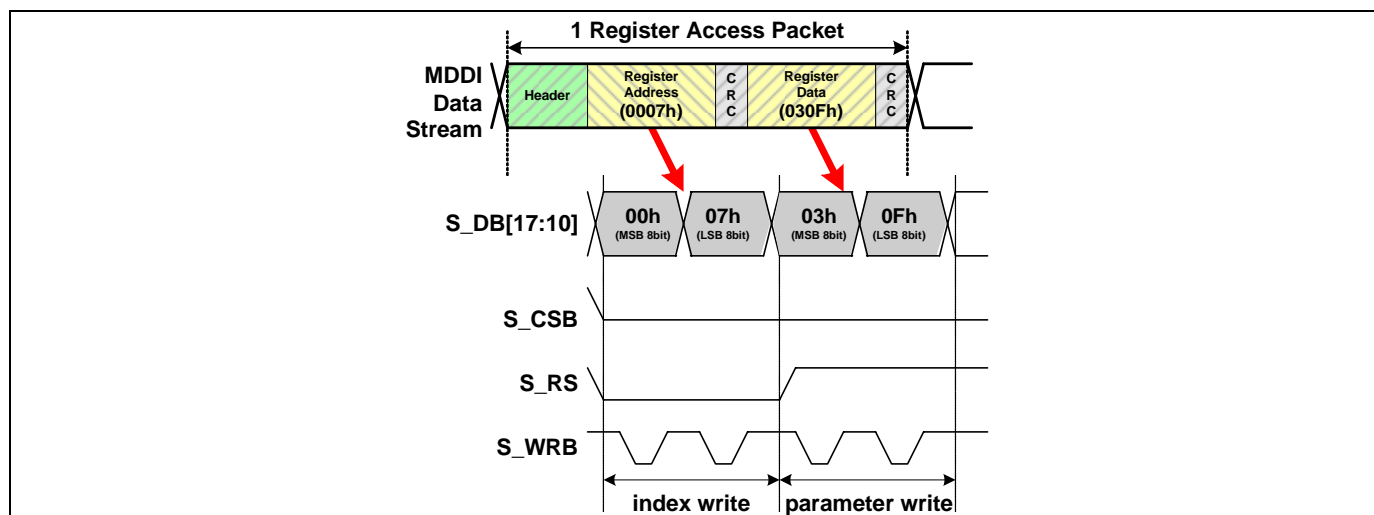 1 Register Access Packet
MDDI
Data
Stream
Header
Register
Address
(0007h)
C
R
C
Register
Data
(030Fh)
C
R
C
S_DB[17:10]
00h
(MSB 8bit)
07h
(LSB 8bit)
03h
(MSB 8bit)
0Fh
(LSB 8bit)
S_CSB
S_RS
S_WRB
index write
parameter write